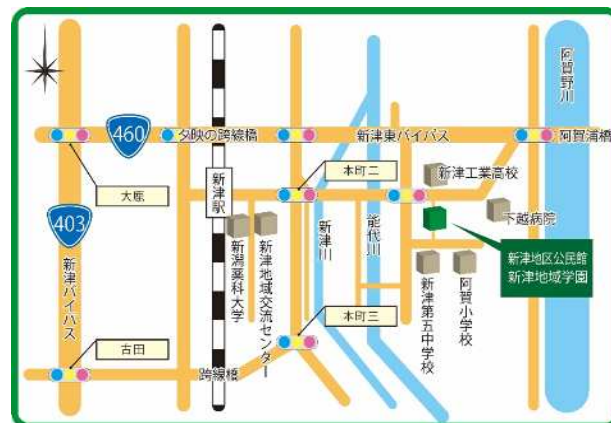 阿賀野川
460
夕映の跨線橋
新津東バイパス
阿賀浦橋
本町二
新津工業高校
大鹿
新津駅
下越病院
403
新津バイパス
新潟薬科大学
新津地域交流センター
新津川
能代川
新津地区公民館
新津地域学園
新津第五中学校
阿賀小学校
古田
本町三
跨線橋